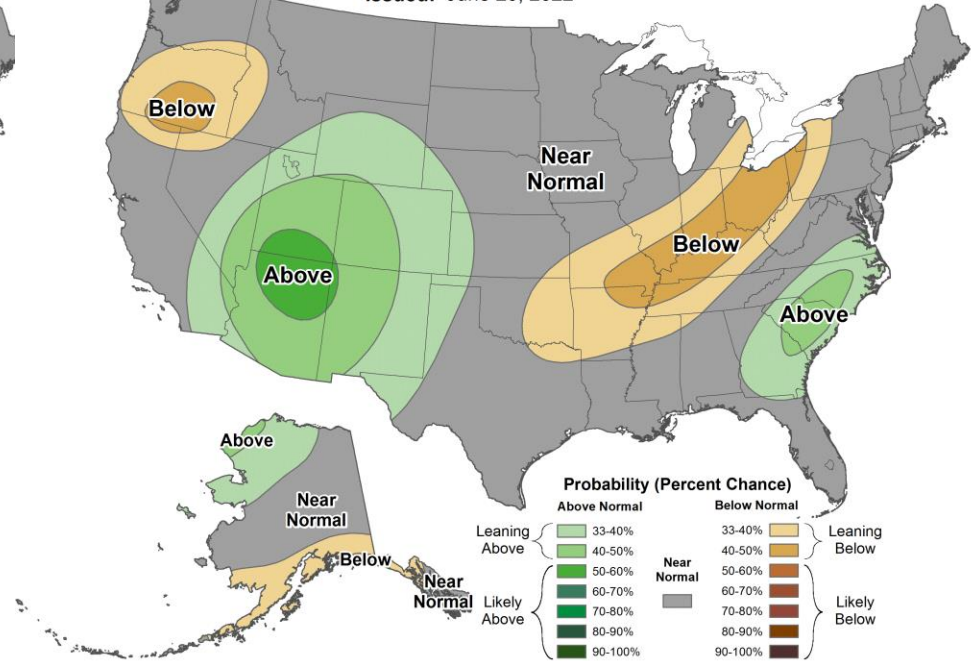 Below
Near
Normal
Above
Below
Above
Above
Near
Normal
Below
Near
Normal
Probability (Percent Chance)
Above Normal
Below Normal
Leaning
Above
33-40%
40-50%
Likely
Above
50-60%
60-70%
70-80%
80-90%
90-100%
Near
Normal
33-40%
40-50%
Leaning
Below
50-60%
60-70%
70-80%
80-90%
90-100%
Likely
Below